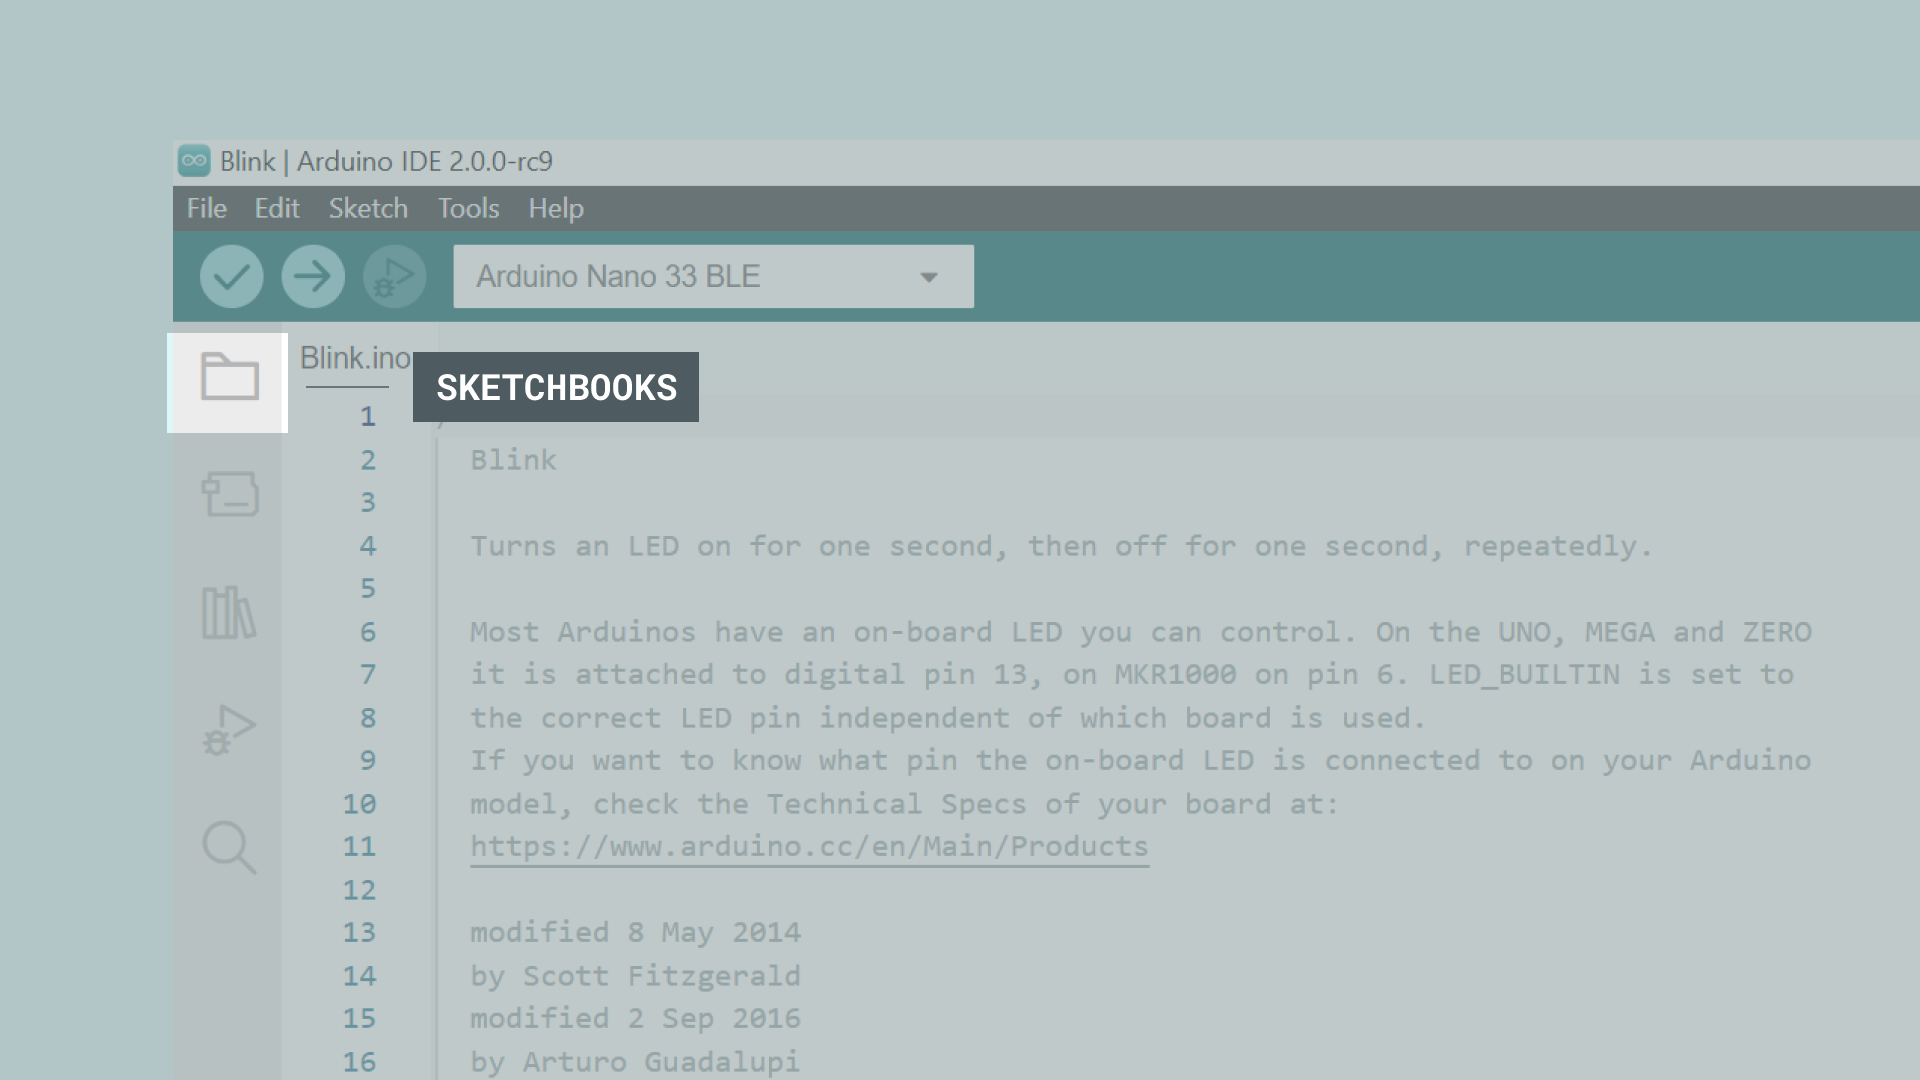 Blink | Arduino IDE 2.0.0-rc9
File Edit Sketch Tools Help
Arduino Nano 33 BLE
Blink.ino
SKETCHBOOKS
1
2 Blink
3
4 Turns an LED on for one second, then off for one second, repeatedly.
5
6 Most Arduinos have an on-board LED you can control. On the UNO, MEGA and ZERO
7 it is attached to digital pin 13, on MKR1000 on pin 6. LED_BUILTIN is set to
8 the correct LED pin independent of which board is used.
9 If you want to know what pin the on-board LED is connected to on your Arduino
10 model, check the Technical Specs of your board at:
11 https://www.arduino.cc/en/Main/Products
12
13 modified 8 May 2014
14 by Scott Fitzgerald
15 modified 2 Sep 2016
16 by Arturo Guadalupi